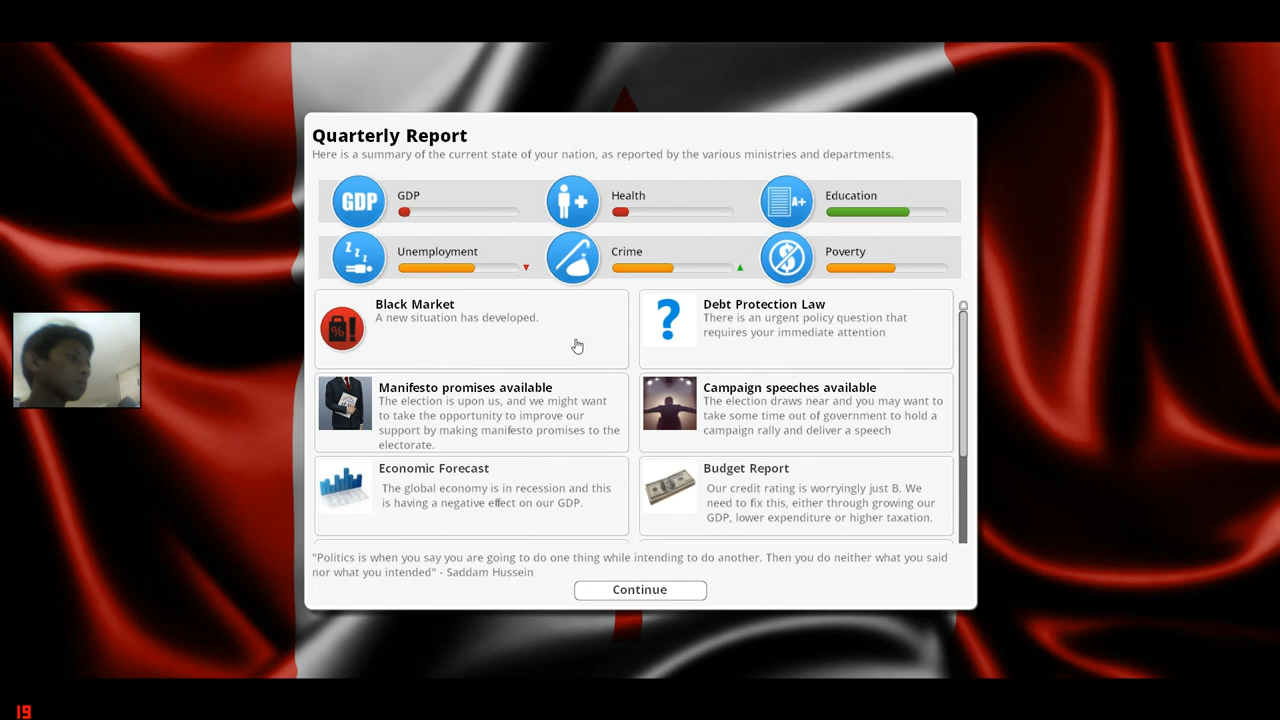 Quarterly Report
Here is a summary of the current state of your nation, as reported by the various ministries and departments.
GDP
GDP
Health
A+
Education
Z Z Z
Unemployment
Crime
$
Poverty
%!
Black Market
A new situation has developed.
?
Debt Protection Law
There is an urgent policy question that
requires your immediate attention
Manifesto promises available
The election is upon us, and we might want
to take the opportunity to improve our
support by making manifesto promises to the
electorate.
Campaign speeches available
The election draws near and you may want to
take some time out of government to hold a
campaign rally and deliver a speech
Economic Forecast
The global economy is in recession and this
is having a negative effect on our GDP.
Budget Report
Our credit rating is worryingly just B. We
need to fix this, either through growing our
GDP, lower expenditure or higher taxation.
"Politics is when you say you are going to do one thing while intending to do another. Then you do neither what you said
nor what you intended" - Saddam Hussein
Continue
19